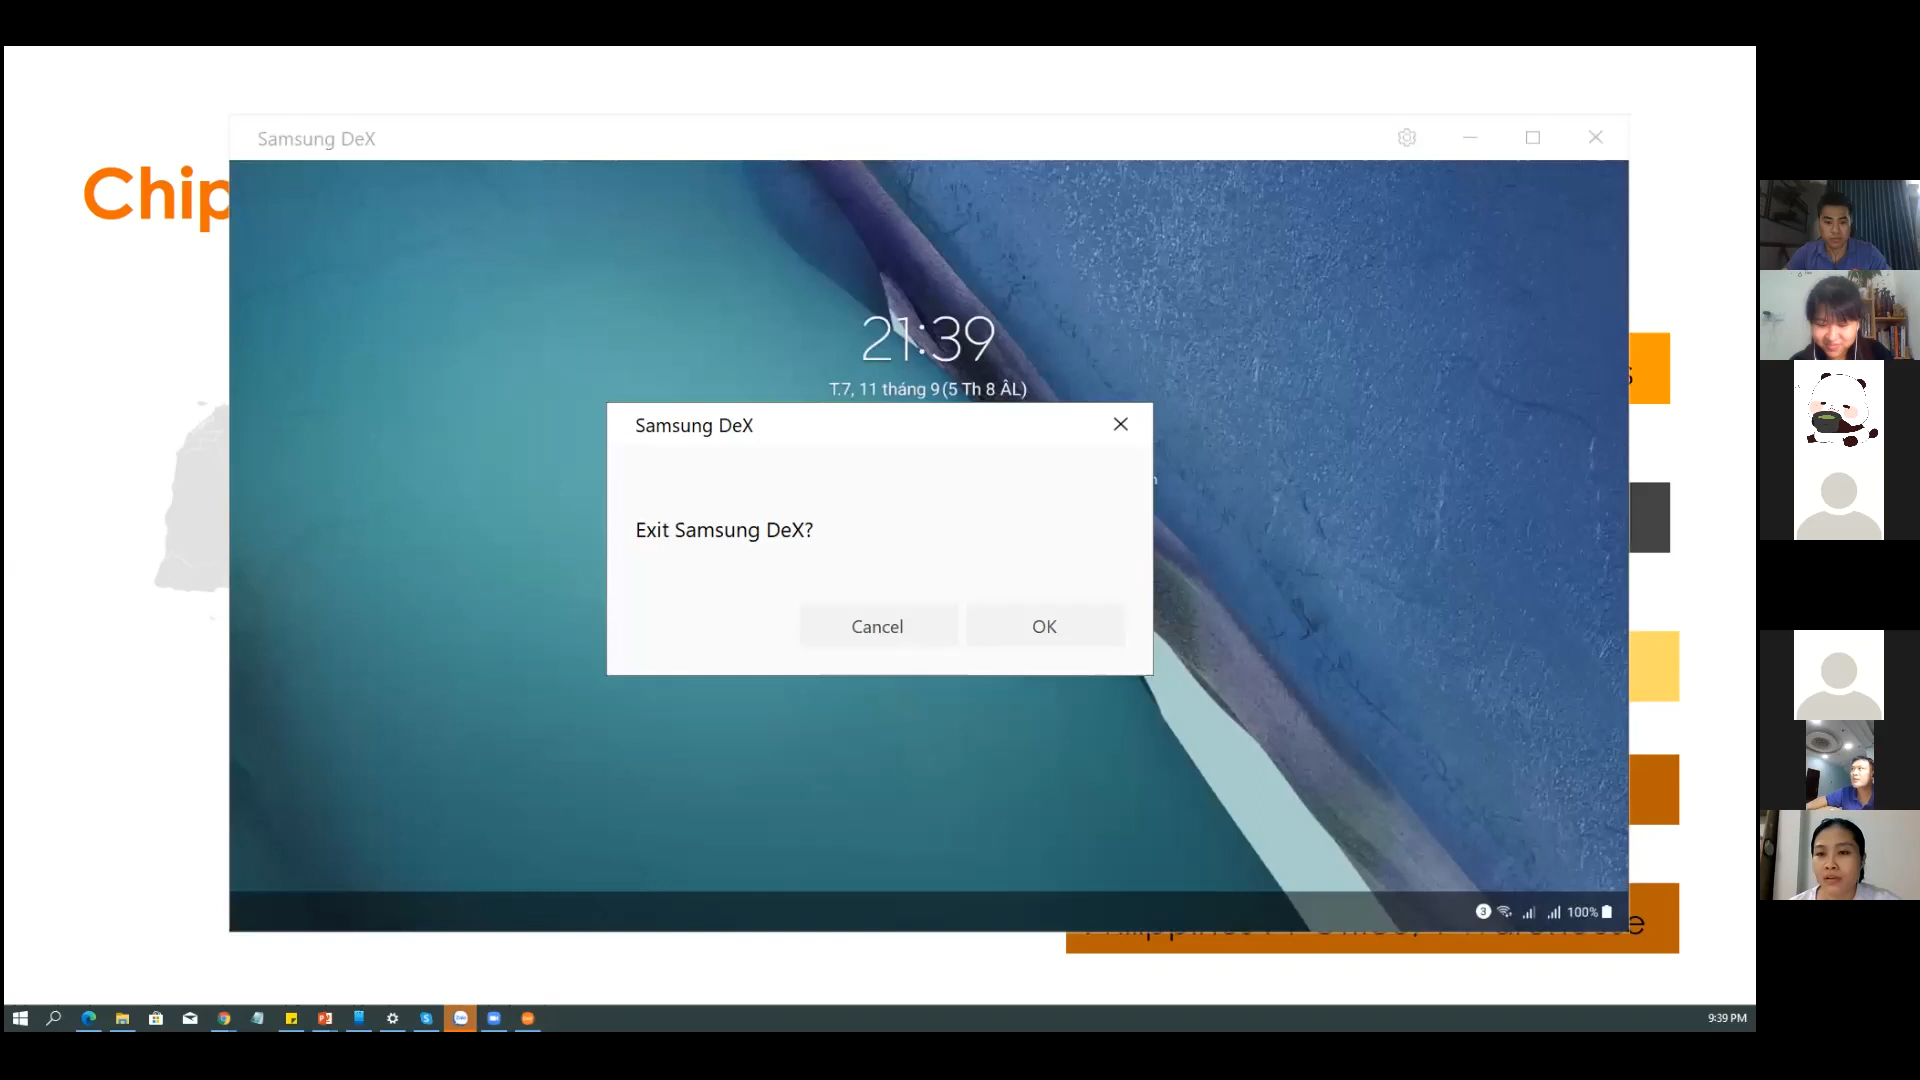 Samsung DeX
Chip
21:39
T.7, 11 tháng 9 (5 Th 8 ÂL)
Samsung DeX
Exit Samsung DeX?
Cancel
OK
3
100%
9:39 PM